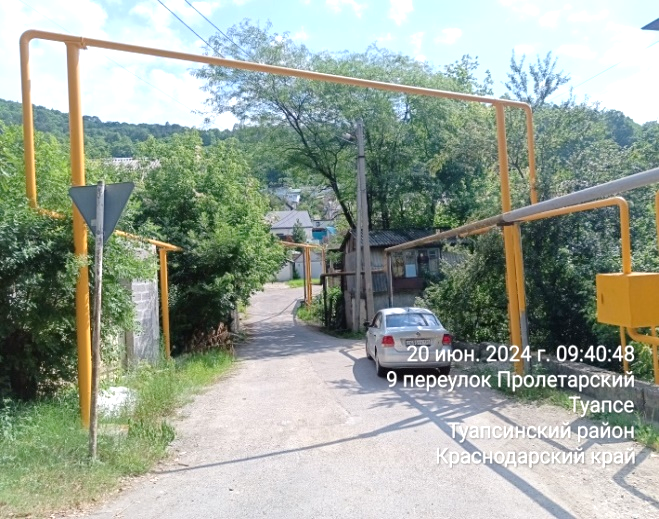 20 июн. 2024 г. 09:40:48
9 переулок Пролетарский
Туапсе
Туапсинский район
Краснодарский край